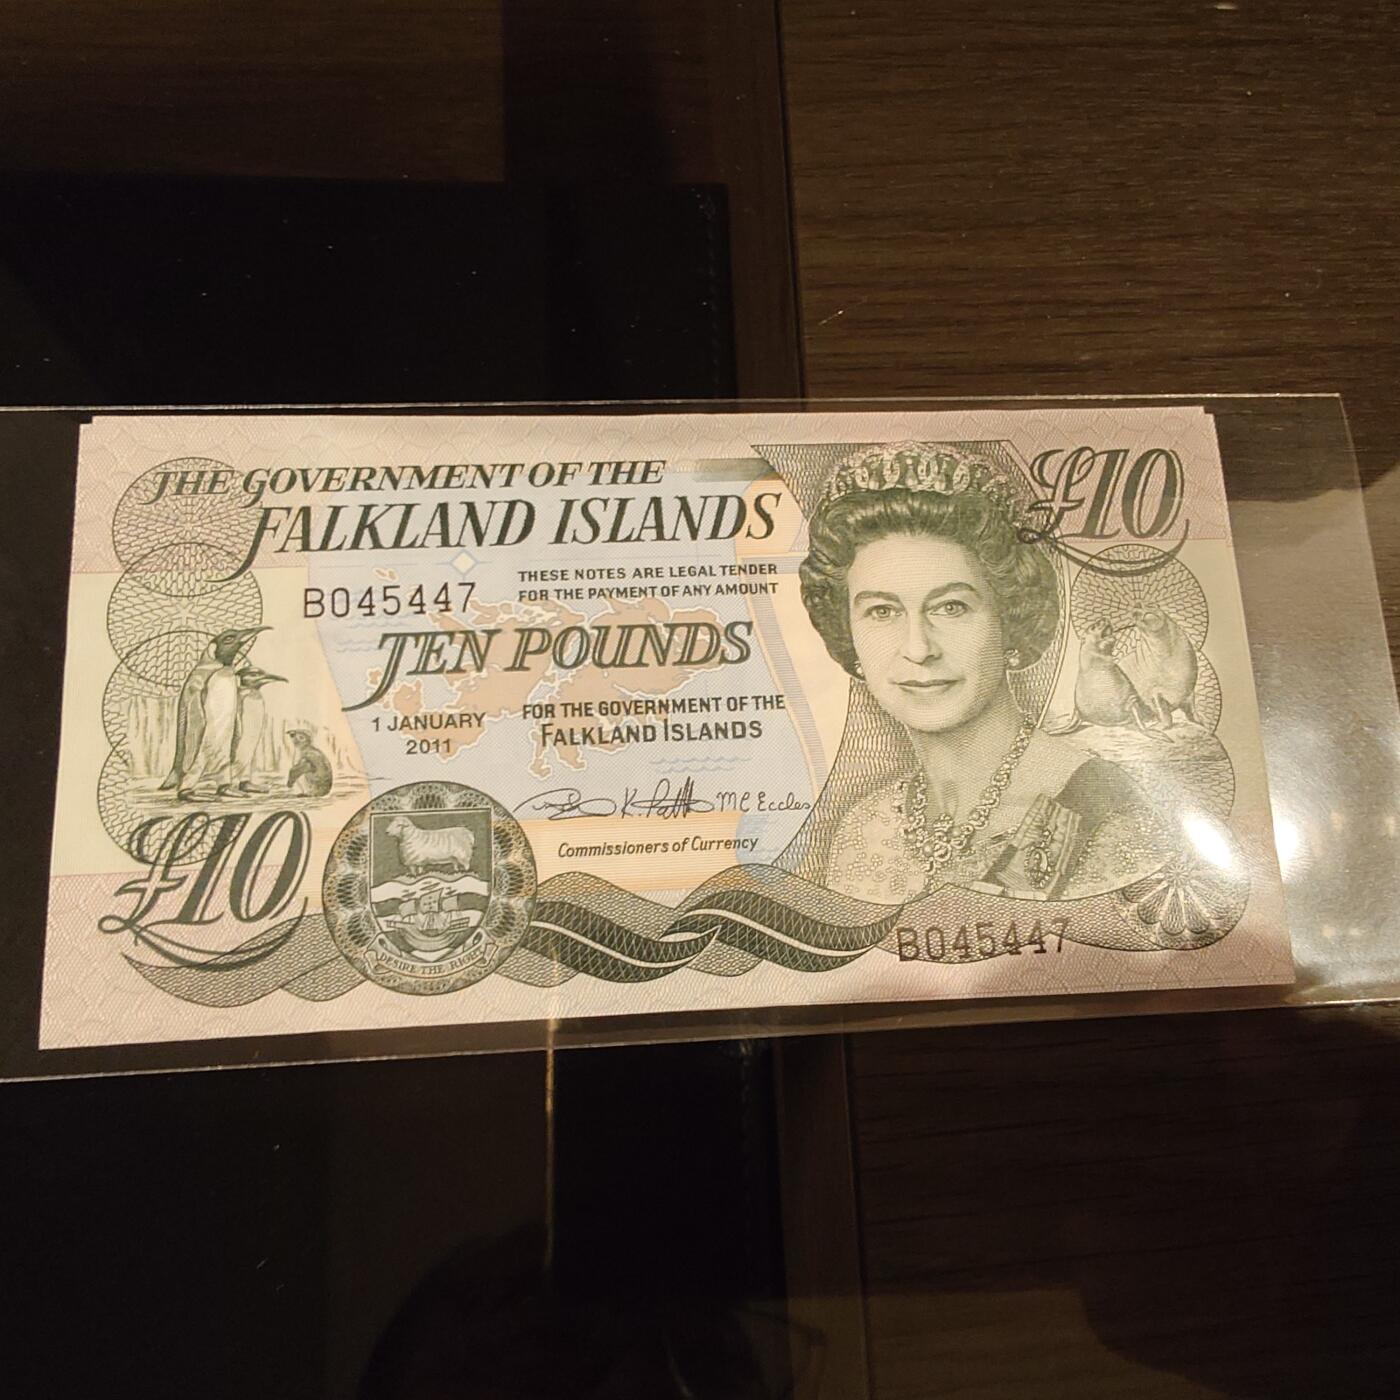 THE GOVERNMENT OF THE
FALKLAND ISLANDS
£10
B045447
THESE NOTES ARE LEGAL TENDER
FOR THE PAYMENT OF ANY AMOUNT
TEN POUNDS
1 JANUARY
2011
FOR THE GOVERNMENT OF THE
FALKLAND ISLANDS
K. Patt MC Eccles
Commissioners of Currency
£10
DESIRE THE RIGHT
B045447